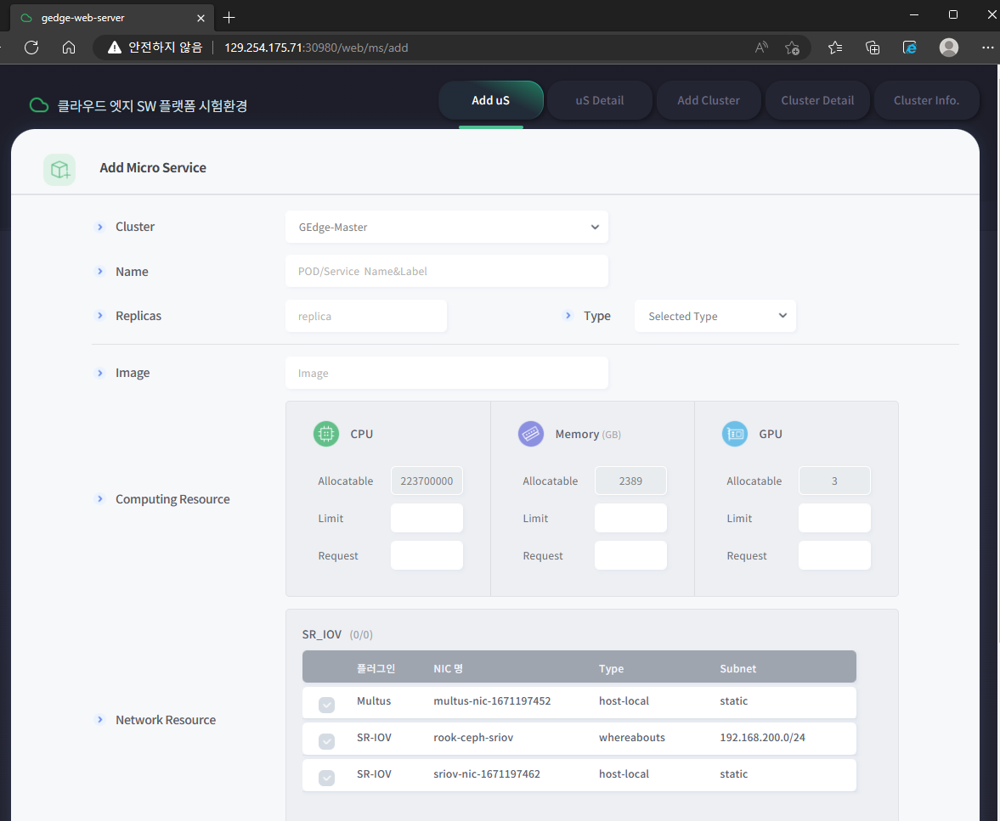 gedge-web-server
안전하지 않음 129.254.175.71:30980/web/ms/add
클라우드 엣지 SW 플랫폼 시험환경
Add uS uS Detail Add Cluster Cluster Detail Cluster Info.
Add Micro Service
Cluster GEdge-Master
Name POD/Service Name&Label
Replicas replica Type Selected Type
Image Image
CPU Memory (GB) GPU
Allocatable 223700000 Allocatable 2389 Allocatable 3
Computing Resource
Limit Limit Limit
Request Request Request
SR_IOV (0/0)
플러그인 NIC 명 Type Subnet
Multus multus-nic-1671197452 host-local static
Network Resource
SR-IOV rook-ceph-sriov whereabouts 192.168.200.0/24
SR-IOV sriov-nic-1671197462 host-local static